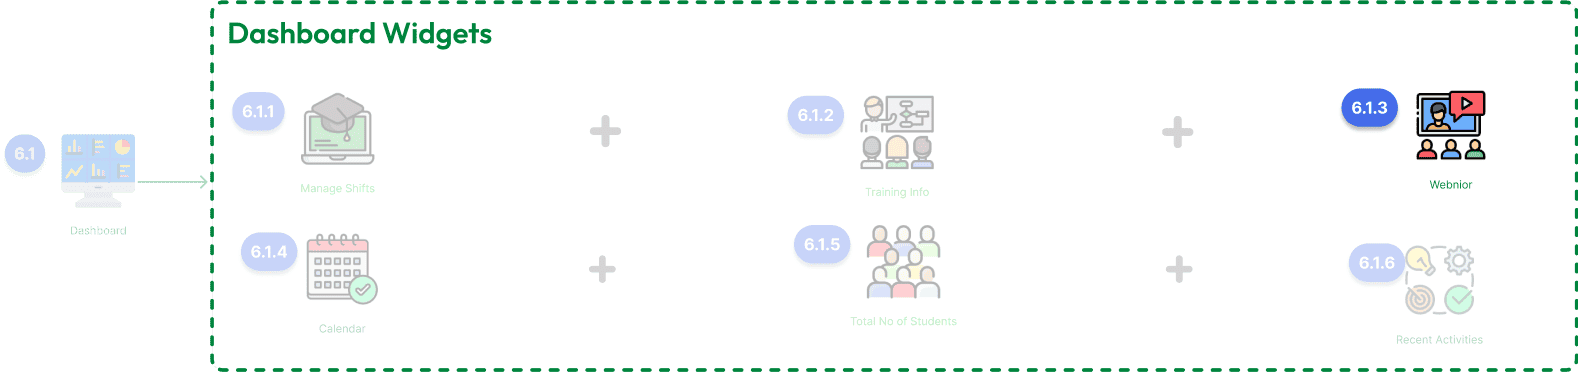 Dashboard Widgets
6.1
Dashboard
6.1.1
Manage Shifts
6.1.2
Training Info
6.1.3
Webnior
6.1.4
Calendar
6.1.5
Total No of Students
6.1.6
Recent Activities